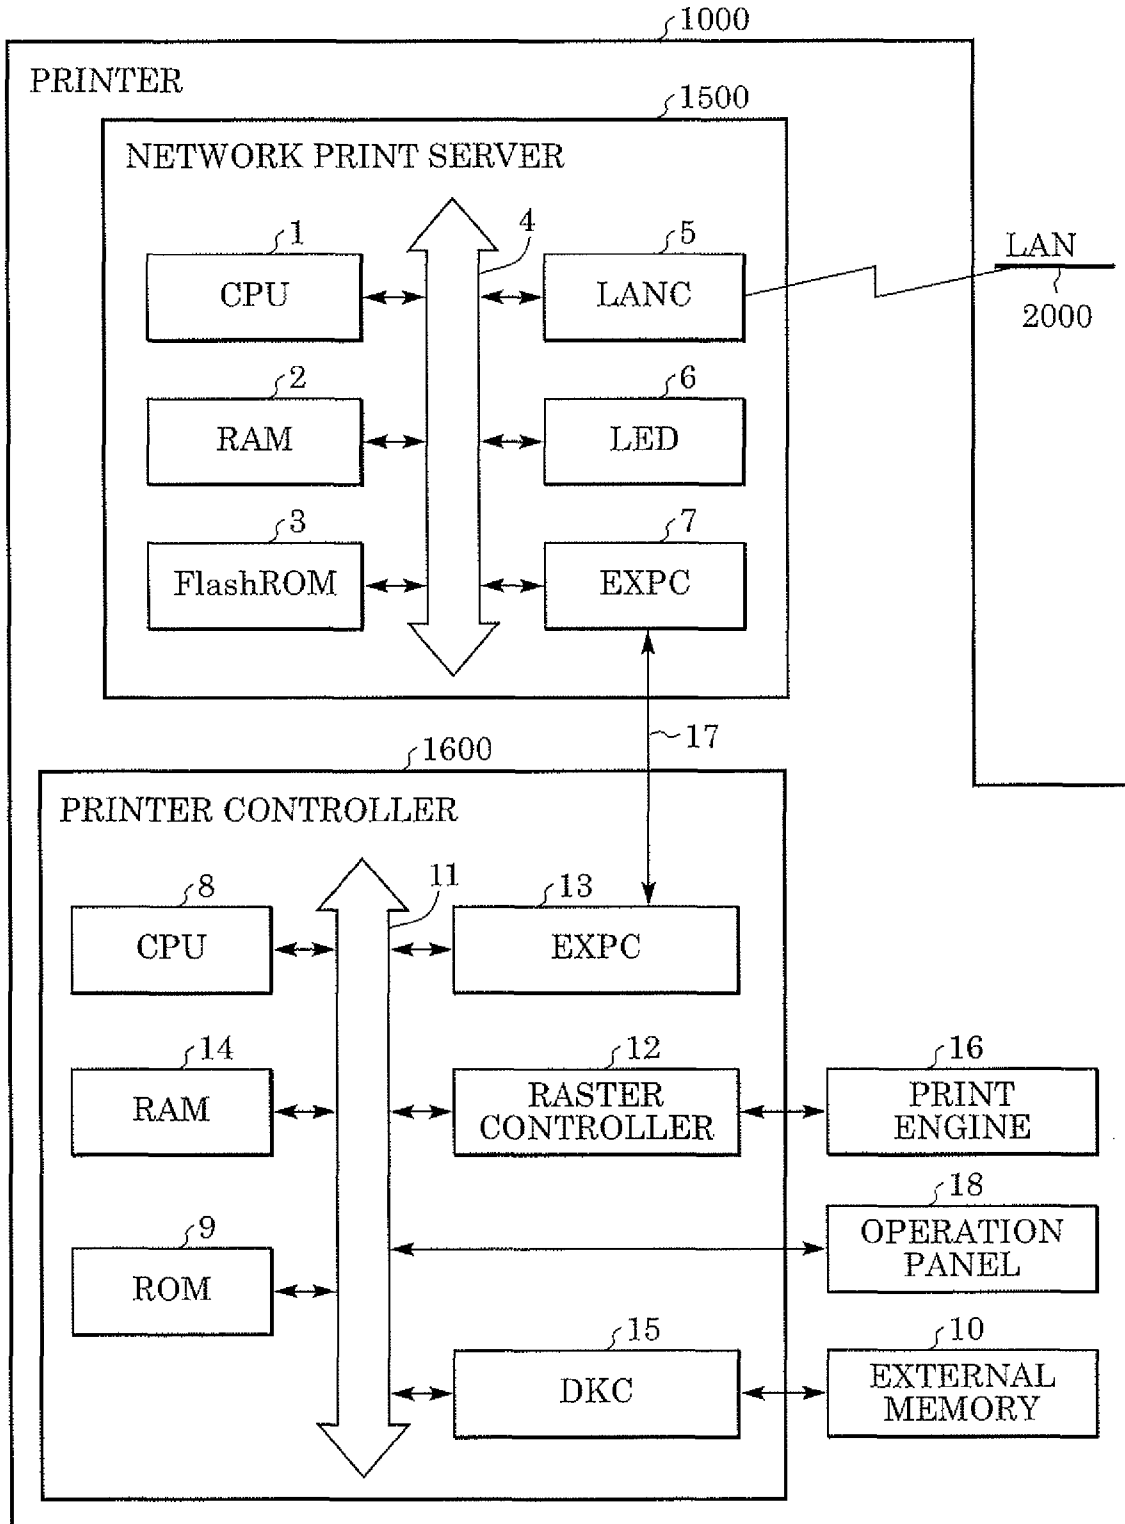 1000
PRINTER
1500
NETWORK PRINT SERVER
1
4
5
CPU
LANC
LAN
2000
2
6
RAM
LED
3
7
FlashROM
EXPC
17
1600
PRINTER CONTROLLER
8
11
13
CPU
EXPC
14
12
16
RAM
RASTER
CONTROLLER
PRINT
ENGINE
18
OPERATION
PANEL
9
ROM
15
10
DKC
EXTERNAL
MEMORY